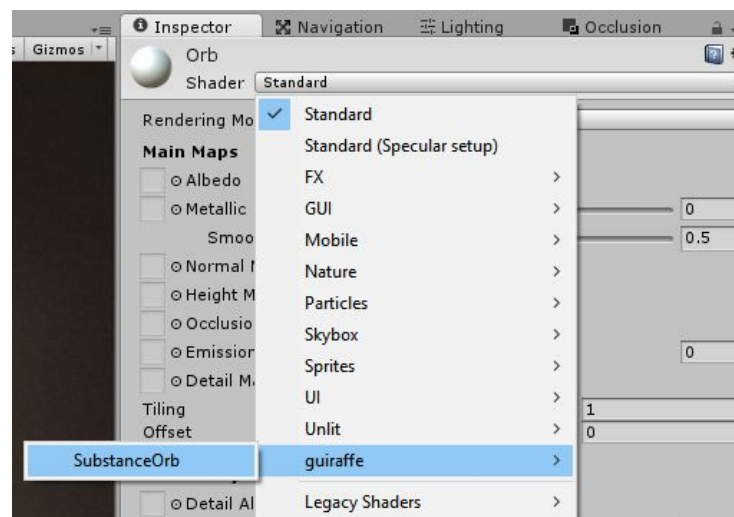 Inspector Navigation Lighting Occlusion
s Gizmos
Orb
Shader Standard
Rendering Mo
Main Maps
Albedo
Metallic 0
Smoo 0.5
Normal M
Height M
Occlusio
Emission 0
Detail Ma
Tiling 1
Offset 0
Detail Al
Standard
Standard (Specular setup)
FX
GUI
Mobile
Nature
Particles
Skybox
Sprites
UI
Unlit
guiraffe
Legacy Shaders
SubstanceOrb